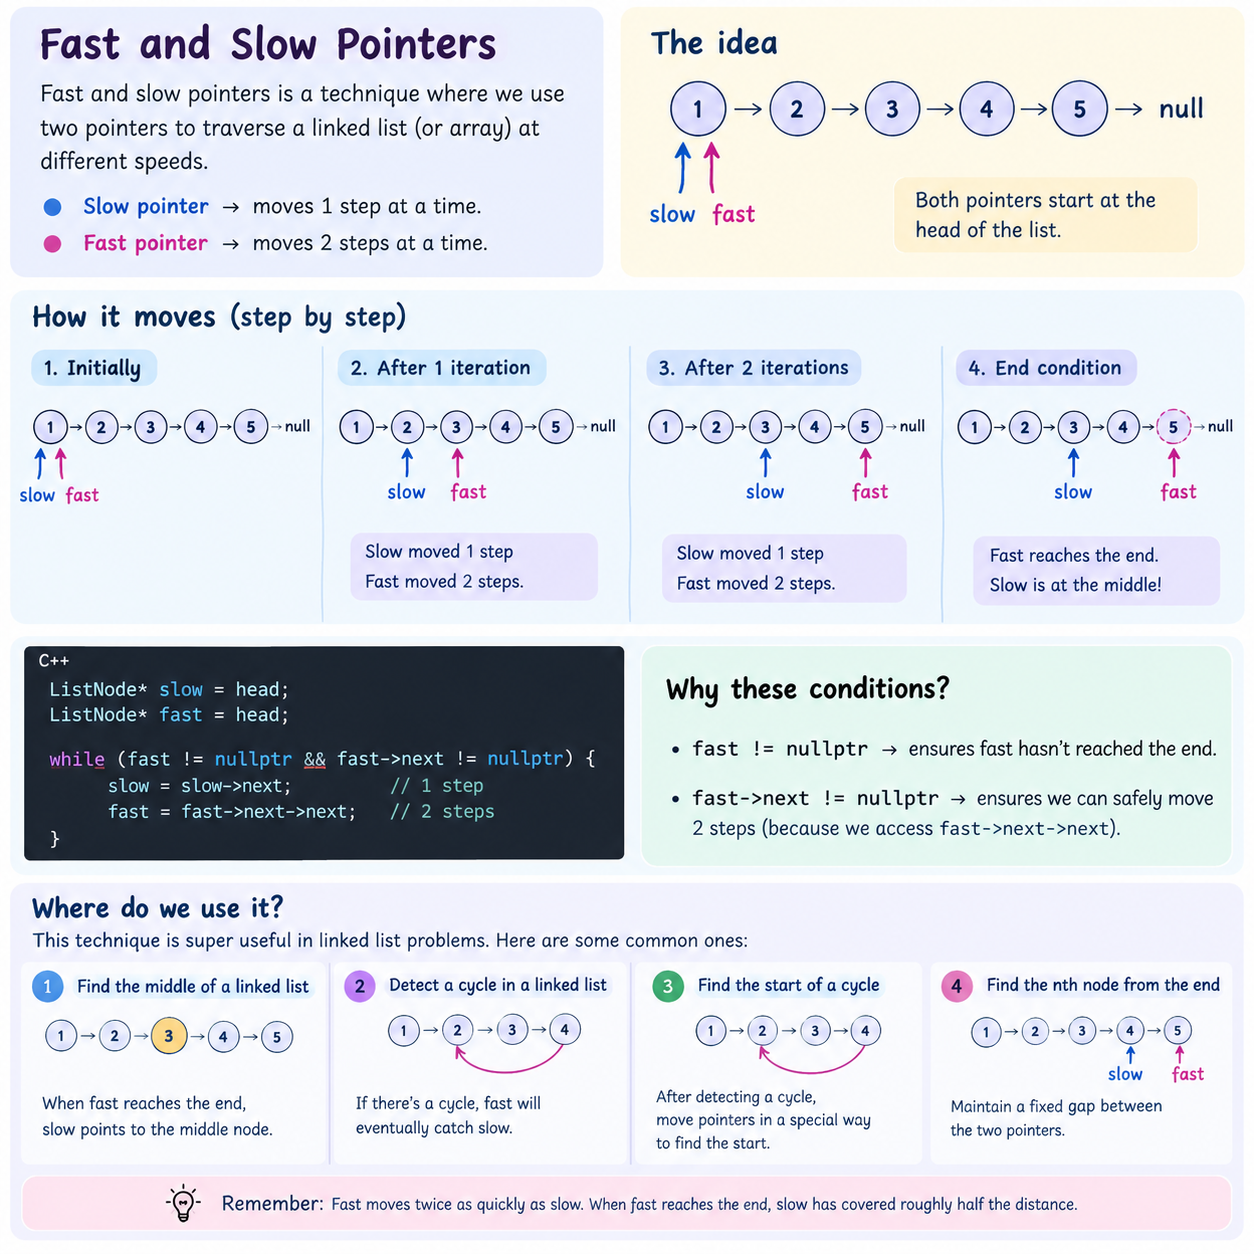 Fast and Slow Pointers
Fast and slow pointers is a technique where we use
two pointers to traverse a linked list (or array) at
different speeds.
Slow pointer → moves 1 step at a time.
Fast pointer → moves 2 steps at a time.
The idea
1 → 2 → 3 → 4 → 5 → null
slow fast
Both pointers start at the
head of the list.
How it moves (step by step)
1. Initially
1 → 2 → 3 → 4 → 5 → null
slow fast
2. After 1 iteration
1 → 2 → 3 → 4 → 5 → null
slow fast
Slow moved 1 step
Fast moved 2 steps.
3. After 2 iterations
1 → 2 → 3 → 4 → 5 → null
slow fast
Slow moved 1 step
Fast moved 2 steps.
4. End condition
1 → 2 → 3 → 4 → 5 → null
slow fast
Fast reaches the end.
Slow is at the middle!
C++
ListNode* slow = head;
ListNode* fast = head;
while (fast != nullptr && fast->next != nullptr) {
slow = slow->next; // 1 step
fast = fast->next->next; // 2 steps
}
Why these conditions?
• fast != nullptr → ensures fast hasn't reached the end.
• fast->next != nullptr → ensures we can safely move
2 steps (because we access fast->next->next).
Where do we use it?
This technique is super useful in linked list problems. Here are some common ones:
1 Find the middle of a linked list
1 → 2 → 3 → 4 → 5
When fast reaches the end,
slow points to the middle node.
2 Detect a cycle in a linked list
1 → 2 → 3 → 4
If there's a cycle, fast will
eventually catch slow.
3 Find the start of a cycle
1 → 2 → 3 → 4
After detecting a cycle,
move pointers in a special way
to find the start.
4 Find the nth node from the end
1 → 2 → 3 → 4 → 5
slow fast
Maintain a fixed gap between
the two pointers.
Remember: Fast moves twice as quickly as slow. When fast reaches the end, slow has covered roughly half the distance.